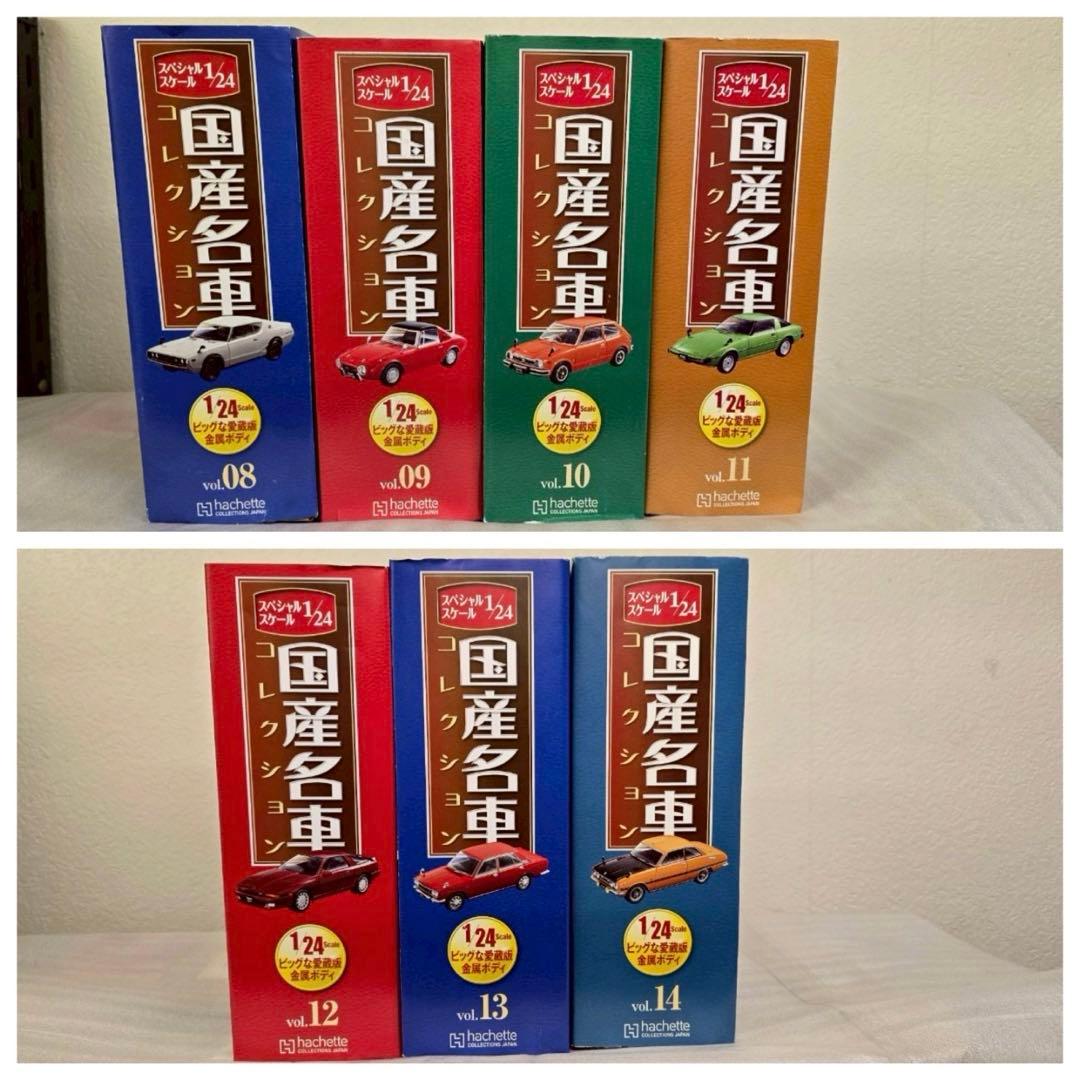 スペシャル
スケール 1/24
国産名車
コレクション
1/24 Scale
ビッグな愛蔵版
金属ボディ
vol.08
hachette
COLLECTIONS JAPAN
スペシャル
スケール 1/24
国産名車
コレクション
1/24 Scale
ビッグな愛蔵版
金属ボディ
vol.09
hachette
COLLECTIONS JAPAN
スペシャル
スケール 1/24
国産名車
コレクション
1/24 Scale
ビッグな愛蔵版
金属ボディ
vol.10
hachette
COLLECTIONS JAPAN
スペシャル
スケール 1/24
国産名車
コレクション
1/24 Scale
ビッグな愛蔵版
金属ボディ
vol.11
hachette
COLLECTIONS JAPAN
スペシャル
スケール 1/24
国産名車
コレクション
1/24 Scale
ビッグな愛蔵版
金属ボディ
vol.12
hachette
COLLECTIONS JAPAN
スペシャル
スケール 1/24
国産名車
コレクション
1/24 Scale
ビッグな愛蔵版
金属ボディ
vol.13
hachette
COLLECTIONS JAPAN
スペシャル
スケール 1/24
国産名車
コレクション
1/24 Scale
ビッグな愛蔵版
金属ボディ
vol.14
hachette
COLLECTIONS JAPAN